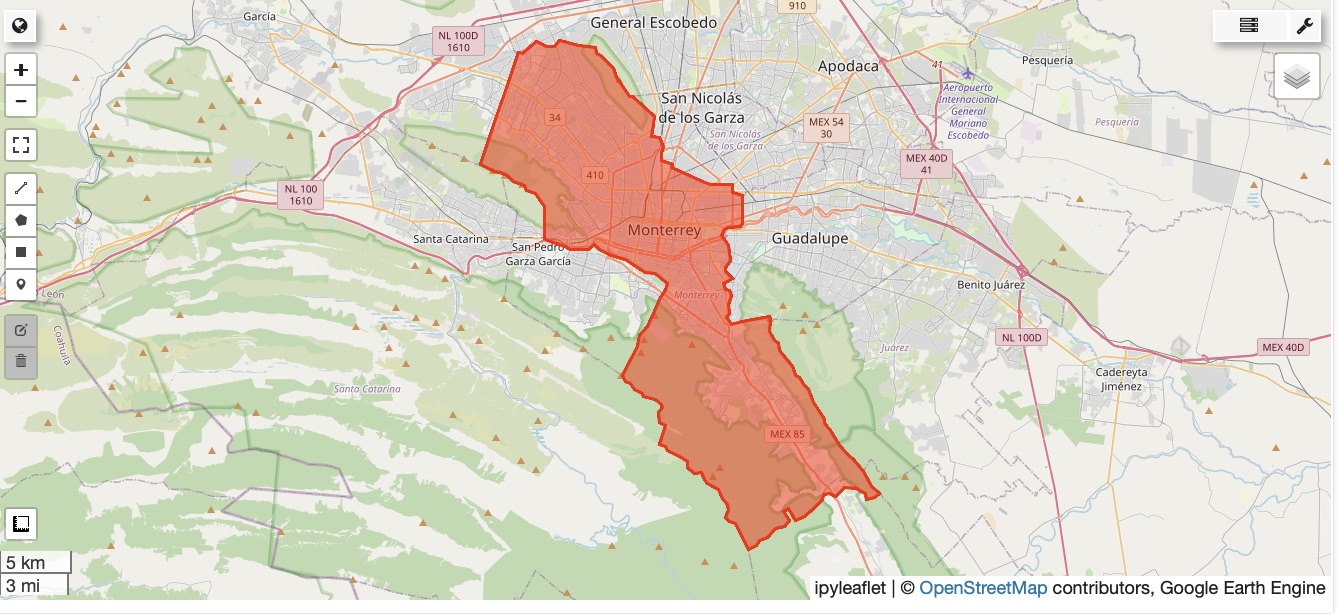 García
General Escobedo
910
NL 100D
1610
Apodaca
41
Pesquería
Aeropuerto
Internacional
General
Mariano
Escobedo
San Nicolás
de los Garza
34
MEX 54
30
San Nicolás
de los Garza
Pesquería
410
MEX 40D
41
NL 100
1610
Monterrey
Santa Catarina
San Pedro
Garza García
Guadalupe
León
Monterrey
Benito Juárez
Coahuila
Juárez
NL 100D
MEX 40D
Cadereyta
Jiménez
Santa Catarina
MEX 85
+
−
5 km
3 mi
ipyleaflet | © OpenStreetMap contributors, Google Earth Engine